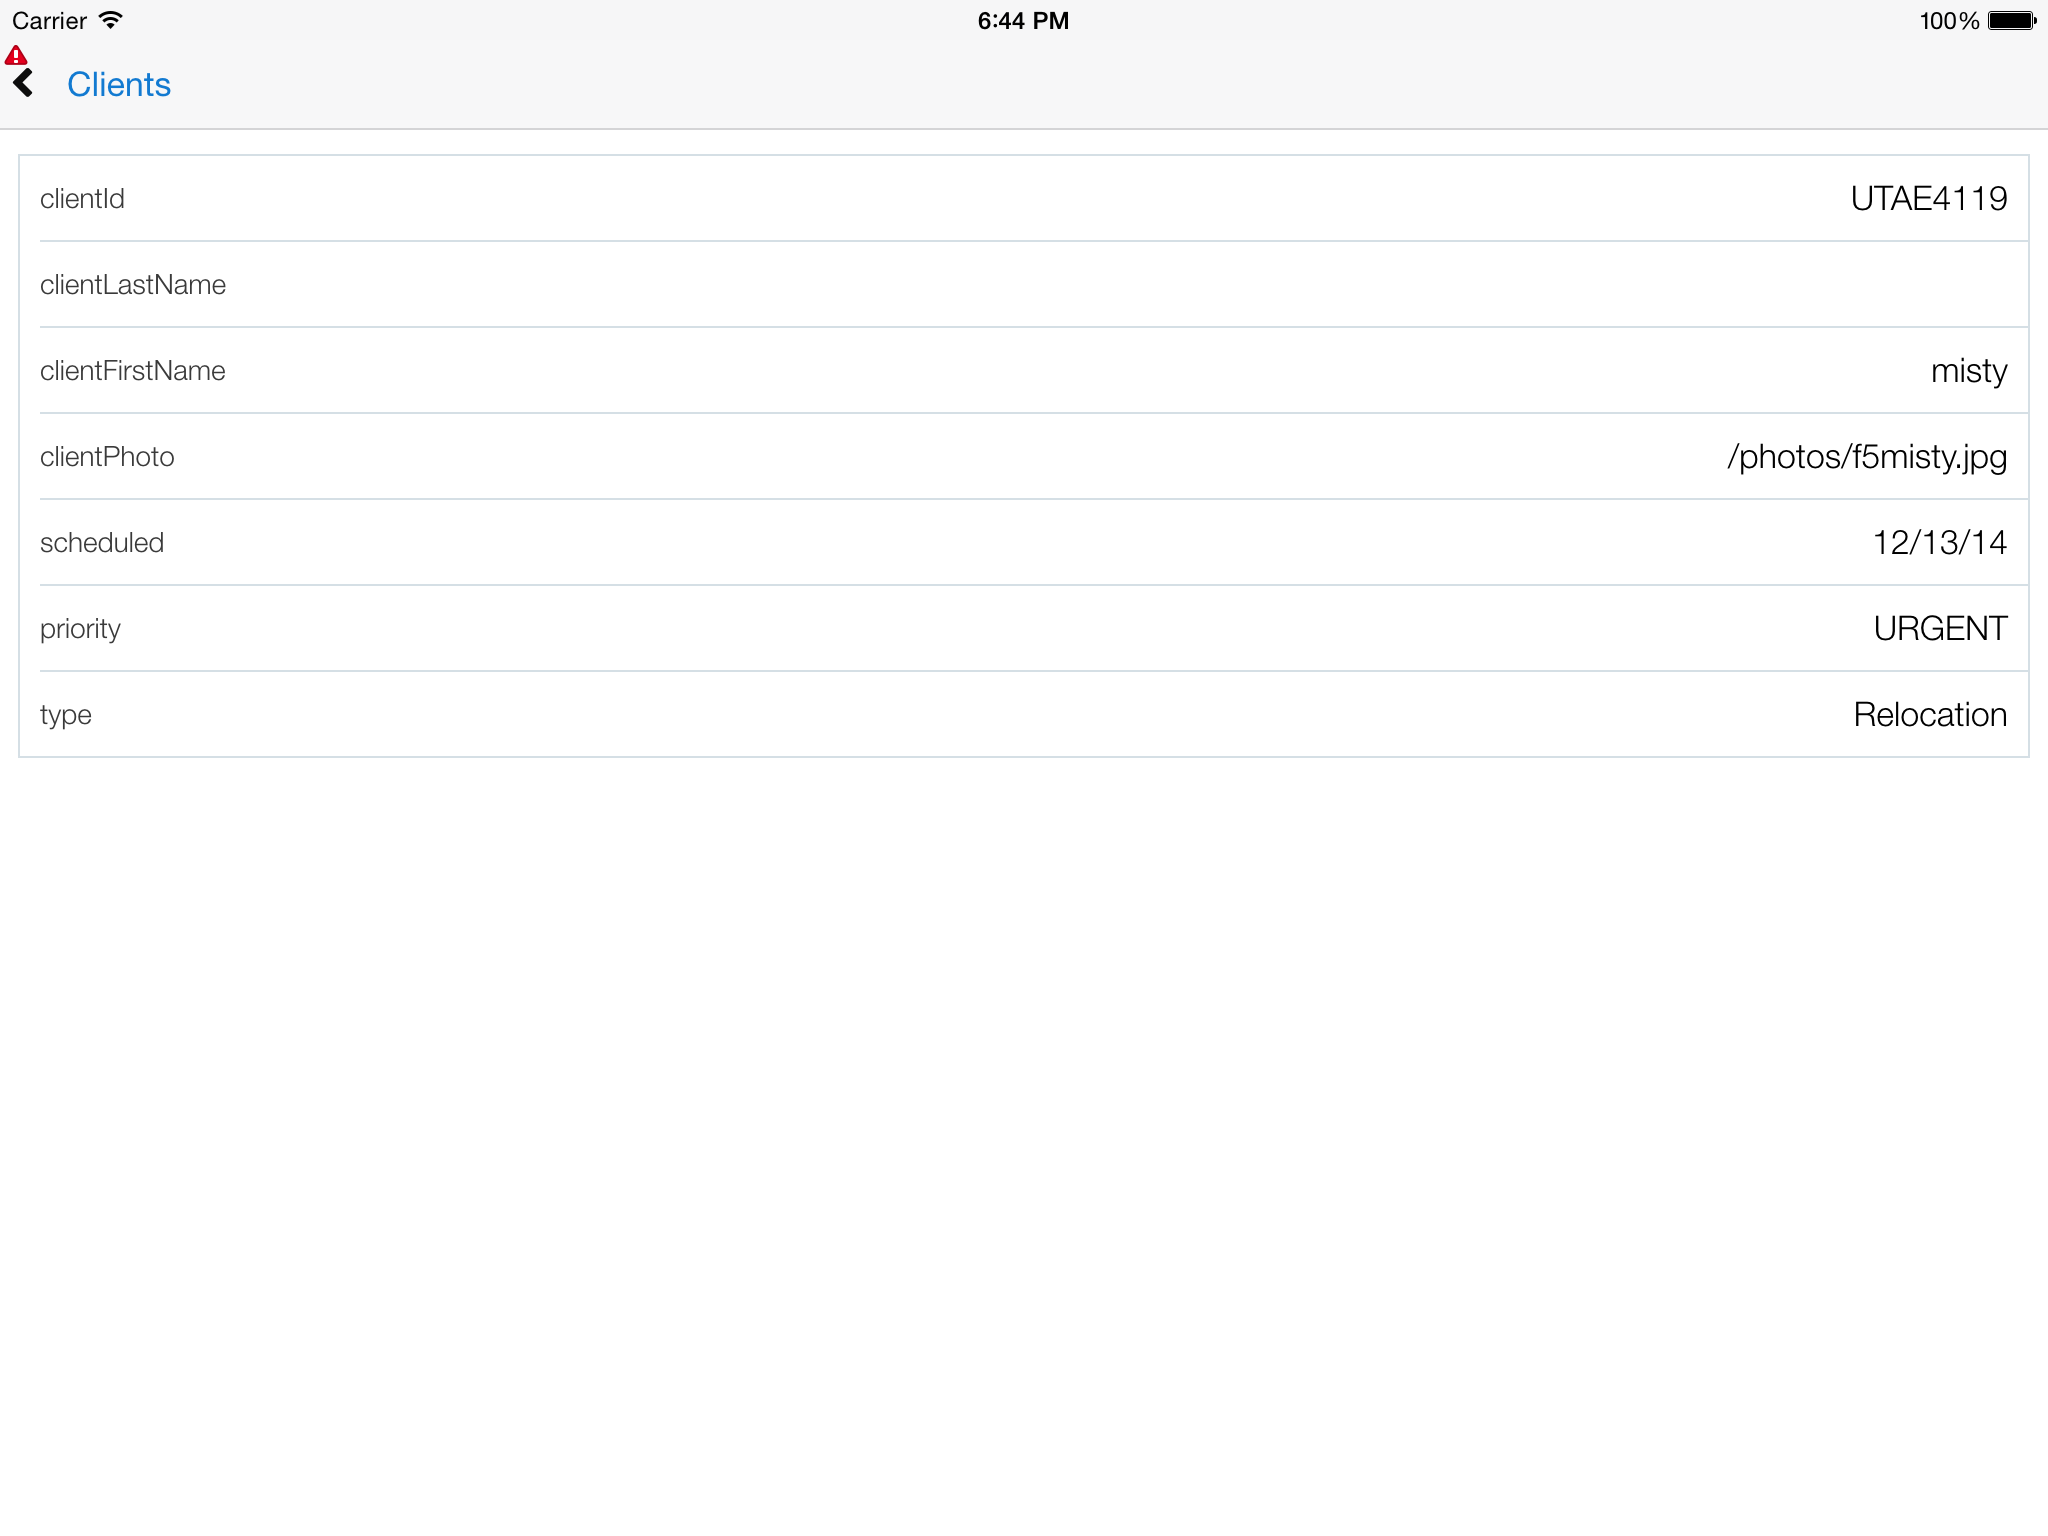 Carrier 6:44 PM 100%
Clients
clientId UTAE4119
clientLastName
clientFirstName misty
clientPhoto /photos/f5misty.jpg
scheduled 12/13/14
priority URGENT
type Relocation